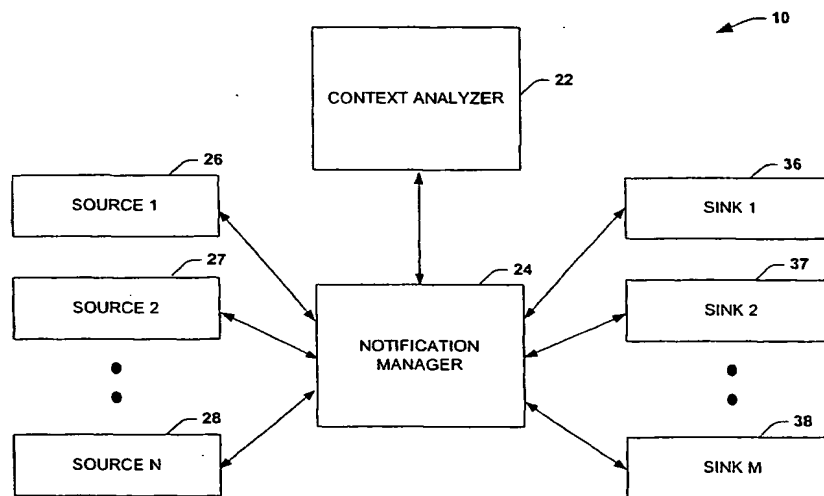 10
CONTEXT ANALYZER
22
26
SOURCE 1
36
SINK 1
27
SOURCE 2
24
37
SINK 2
NOTIFICATION
MANAGER
28
SOURCE N
38
SINK M